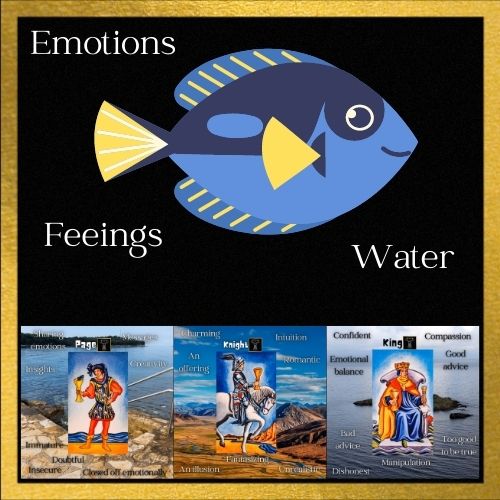 Emotions
Feeings
Water
Page
Sharing
emotions
Messages
Insights
Creativity
Immature
Doubtful
Insecure
Closed off emotionally
Knight
Charming
Intuition
An
offering
Romantic
Fantasizing
An illusion
Unrealistic
King
Confident
Compassion
Emotional
balance
Good
advice
Bad
advice
Too good
to be true
Manipulation
Dishonest